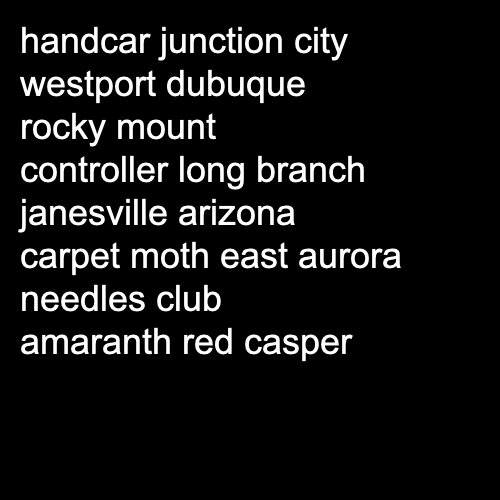 handcar junction city
westport dubuque
rocky mount
controller long branch
janesville arizona
carpet moth east aurora
needles club
amaranth red casper